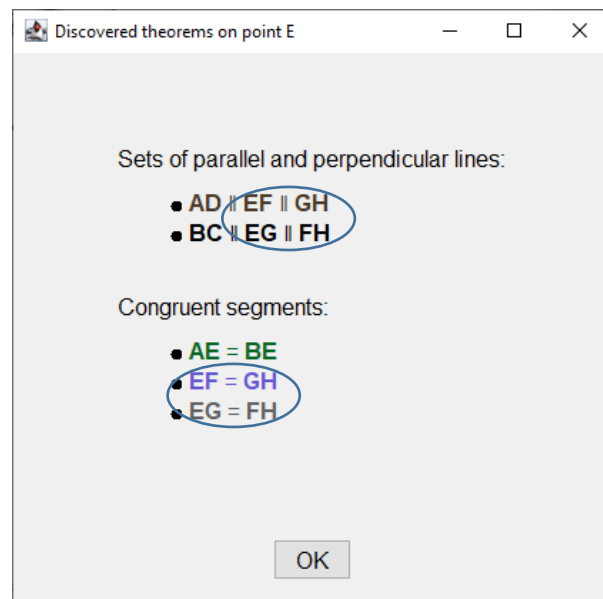 Discovered theorems on point E
Sets of parallel and perpendicular lines:
● AD ∥ EF ∥ GH
● BC ∥ EG ∥ FH
Congruent segments:
● AE = BE
● EF = GH
● EG = FH
OK